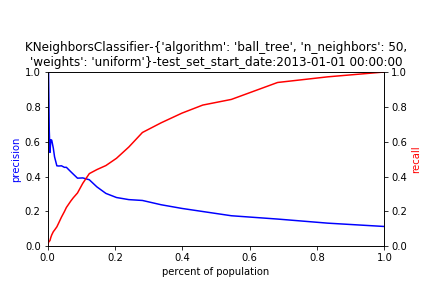 KNeighborsClassifier-{'algorithm': 'ball_tree', 'n_neighbors': 50,
'weights': 'uniform'}-test_set_start_date:2013-01-01 00:00:00
1.0
0.8
0.6
0.4
0.2
0.0
precision
1.0
0.8
0.6
0.4
0.2
0.0
recall
0.0 0.2 0.4 0.6 0.8 1.0
percent of population